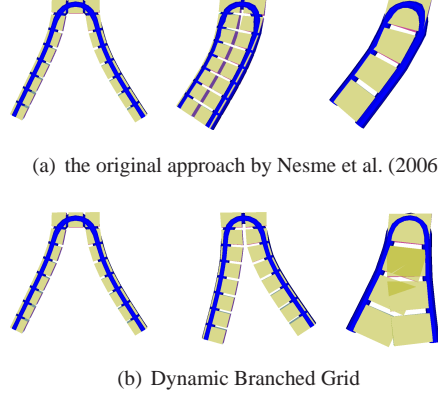 (a) the original approach by Nesme et al. (2006
(b) Dynamic Branched Grid